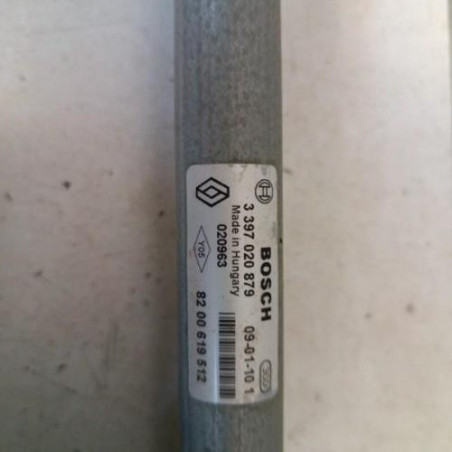 BOSCH
3 397 020 879 09-01-10 1
Made in Hungary
020963
Y05 82 00 619 512